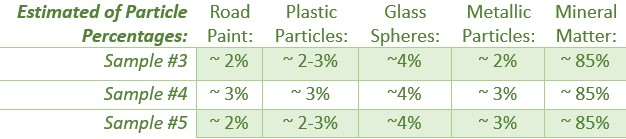 Estimated of Particle Road Plastic Glass Metallic Mineral
Percentages: Paint: Particles: Spheres: Particles: Matter:
Sample #3 ~ 2% ~ 2-3% ~4% ~ 2% ~ 85%
Sample #4 ~ 3% ~ 3% ~4% ~ 3% ~ 85%
Sample #5 ~ 2% ~ 2-3% ~4% ~ 3% ~ 85%